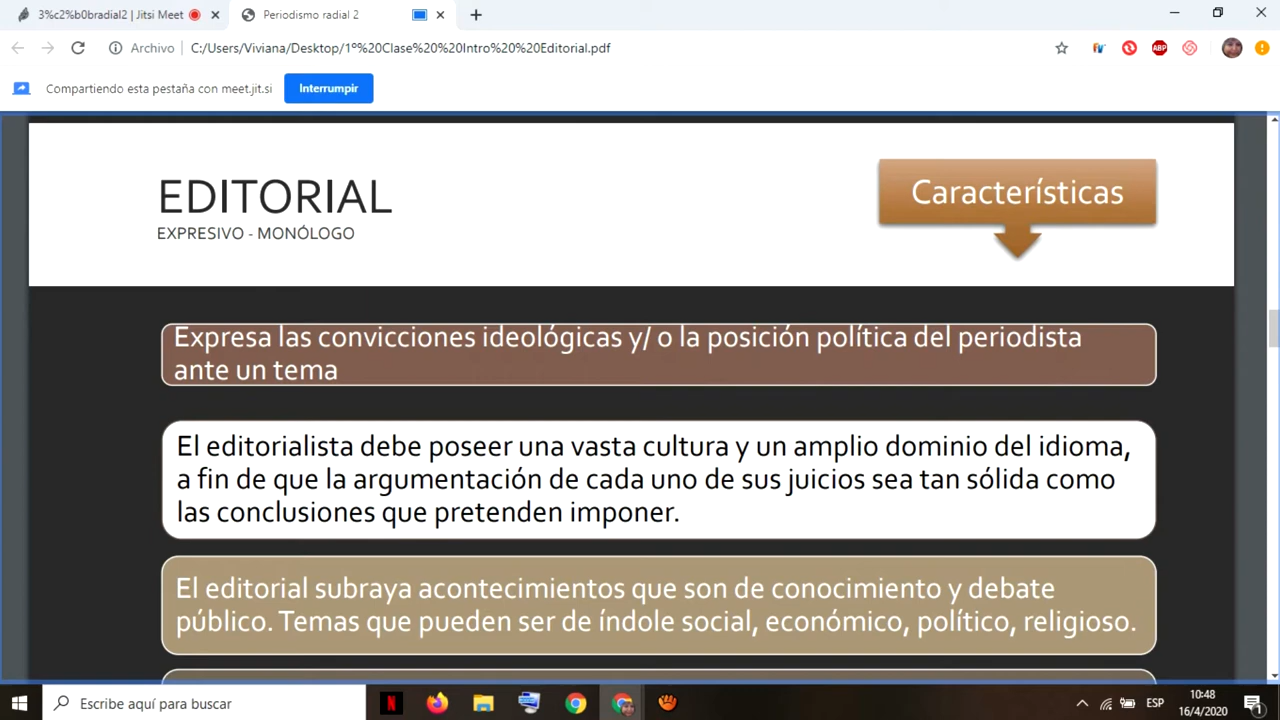 3%c2%b0bradial2 | Jitsi Meet
Periodismo radial 2
Archivo
C:/Users/Viviana/Desktop/1º%20Clase%20%20Intro%20%20Editorial.pdf
ABP
Compartiendo esta pestaña con meet.jit.si
Interrumpir
EDITORIAL
EXPRESIVO - MONÓLOGO
Características
Expresa las convicciones ideológicas y/ o la posición política del periodista
ante un tema
El editorialista debe poseer una vasta cultura y un amplio dominio del idioma,
a fin de que la argumentación de cada uno de sus juicios sea tan sólida como
las conclusiones que pretenden imponer.
El editorial subraya acontecimientos que son de conocimiento y debate
público. Temas que pueden ser de índole social, económico, político, religioso.
Escribe aquí para buscar
N
ESP
10:48
16/4/2020
1